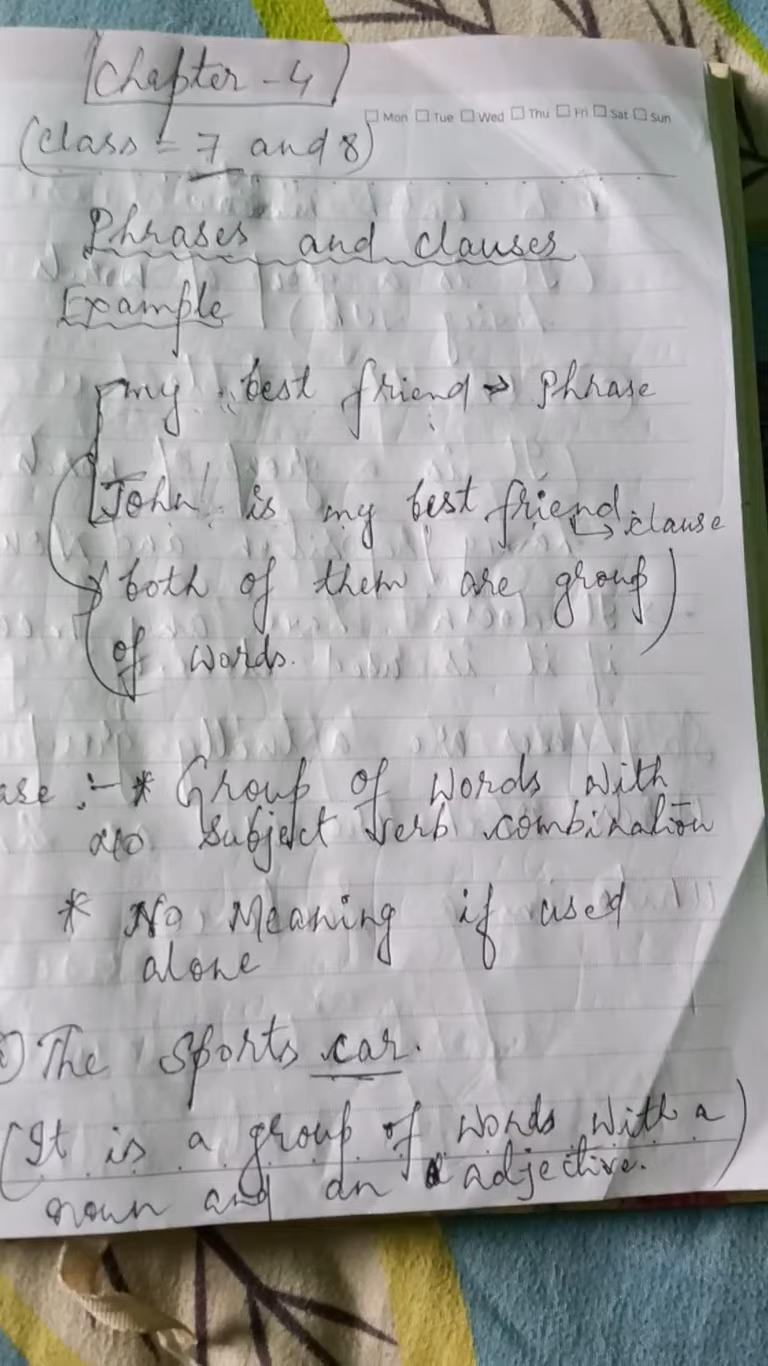 Chapter - 4
Mon Tue Wed Thu Fri Sat Sun
(Class = 7 and 8)
Phrases and clauses
Example
my best friend → Phrase
John is my best friend → clause
both of them are group
of words.
ase :- * Group of words with
no subject verb combination
* No Meaning if used
alone
The sports car.
(It is a group of words with a
noun and an adjective.)